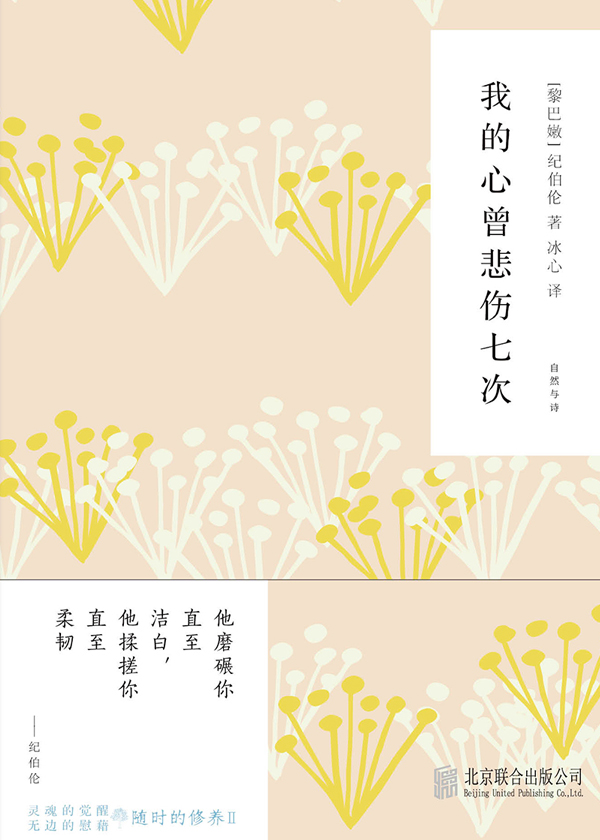 [黎巴嫩]纪伯伦 著 冰心 译
我的心曾悲伤七次
自然与诗
他磨碾你
直至
洁白，
他揉搓你
直至
柔韧
——纪伯伦
灵魂的觉醒
无边的慰藉
随时的修养II
北京联合出版公司
Beijing United Publishing Co.,Ltd.